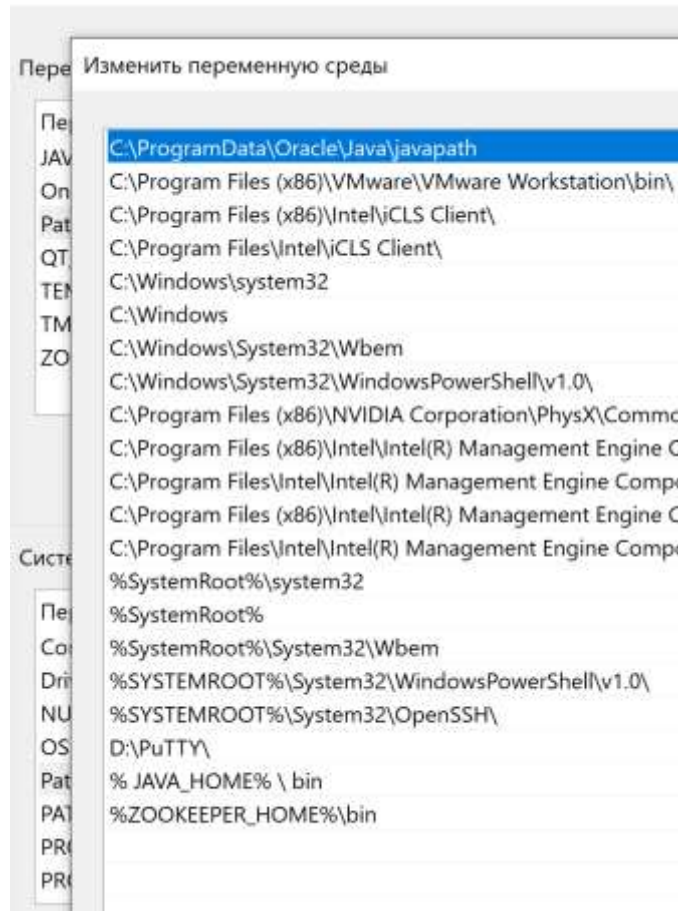 Изменить переменную среды
C:\ProgramData\Oracle\Java\javapath
C:\Program Files (x86)\VMware\VMware Workstation\bin\
C:\Program Files (x86)\Intel\iCLS Client\
C:\Program Files\Intel\iCLS Client\
C:\Windows\system32
C:\Windows
C:\Windows\System32\Wbem
C:\Windows\System32\WindowsPowerShell\v1.0\
C:\Program Files (x86)\NVIDIA Corporation\PhysX\Commo
C:\Program Files (x86)\Intel\Intel(R) Management Engine C
C:\Program Files\Intel\Intel(R) Management Engine Compo
C:\Program Files (x86)\Intel\Intel(R) Management Engine C
C:\Program Files\Intel\Intel(R) Management Engine Compo
%SystemRoot%\system32
%SystemRoot%
%SystemRoot%\System32\Wbem
%SYSTEMROOT%\System32\WindowsPowerShell\v1.0\
%SYSTEMROOT%\System32\OpenSSH\
D:\PuTTY\
% JAVA_HOME% \ bin
%ZOOKEEPER_HOME%\bin
Пере
Пер
JAV
On
Pat
QT
TEM
TM
ZO
Систе
Пер
Co
Dri
NU
OS
Pat
PAT
PRO
PRO